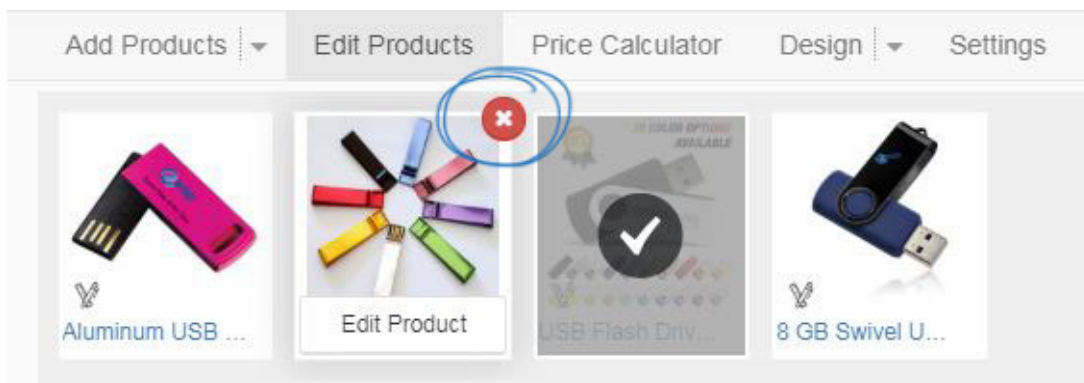 Add Products
Edit Products
Price Calculator
Design
Settings
20 COLOR OPTIONS
AVAILABLE
Aluminum USB ...
Edit Product
USB Flash Driv...
8 GB Swivel U...